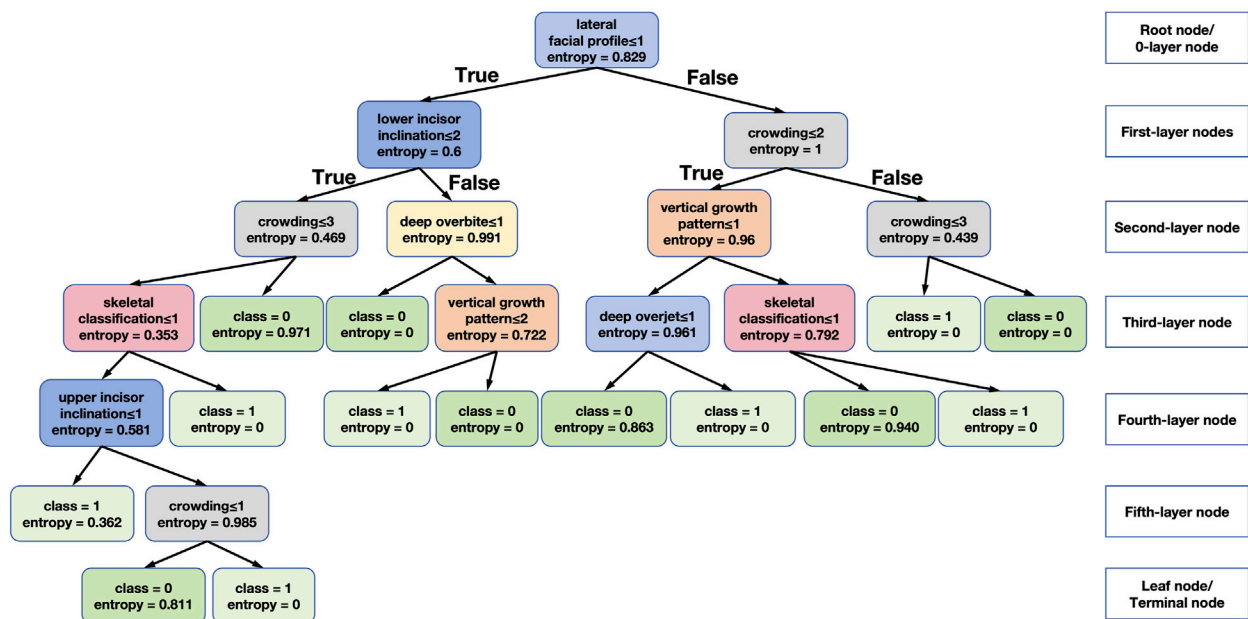 lateral
facial profile≤1
entropy = 0.829
Root node/
0-layer node
True
False
lower incisor
inclination≤2
entropy = 0.6
crowding≤2
entropy = 1
First-layer nodes
True
False
True
False
crowding≤3
entropy = 0.469
deep overbite≤1
entropy = 0.991
vertical growth
pattern≤1
entropy = 0.96
crowding≤3
entropy = 0.439
Second-layer node
skeletal
classification≤1
entropy = 0.353
class = 0
entropy = 0.971
class = 0
entropy = 0
vertical growth
pattern≤2
entropy = 0.722
deep overjet≤1
entropy = 0.961
skeletal
classification≤1
entropy = 0.792
class = 1
entropy = 0
class = 0
entropy = 0
Third-layer node
upper incisor
inclination≤1
entropy = 0.581
class = 1
entropy = 0
class = 1
entropy = 0
class = 0
entropy = 0
class = 0
entropy = 0.863
class = 1
entropy = 0
class = 0
entropy = 0.940
class = 1
entropy = 0
Fourth-layer node
class = 1
entropy = 0.362
crowding≤1
entropy = 0.985
Fifth-layer node
class = 0
entropy = 0.811
class = 1
entropy = 0
Leaf node/
Terminal node